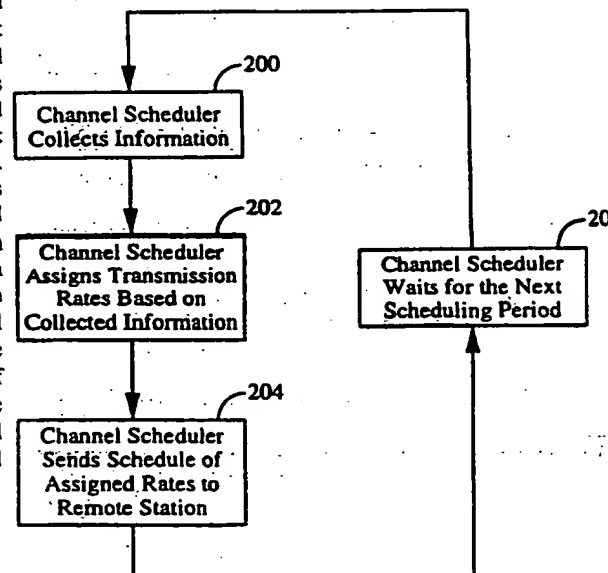 200
Channel Scheduler
Collects Information
202
Channel Scheduler
Assigns Transmission
Rates Based on
Collected Information
204
Channel Scheduler
Sends Schedule of
Assigned Rates to
Remote Station
Channel Scheduler
Waits for the Next
Scheduling Period